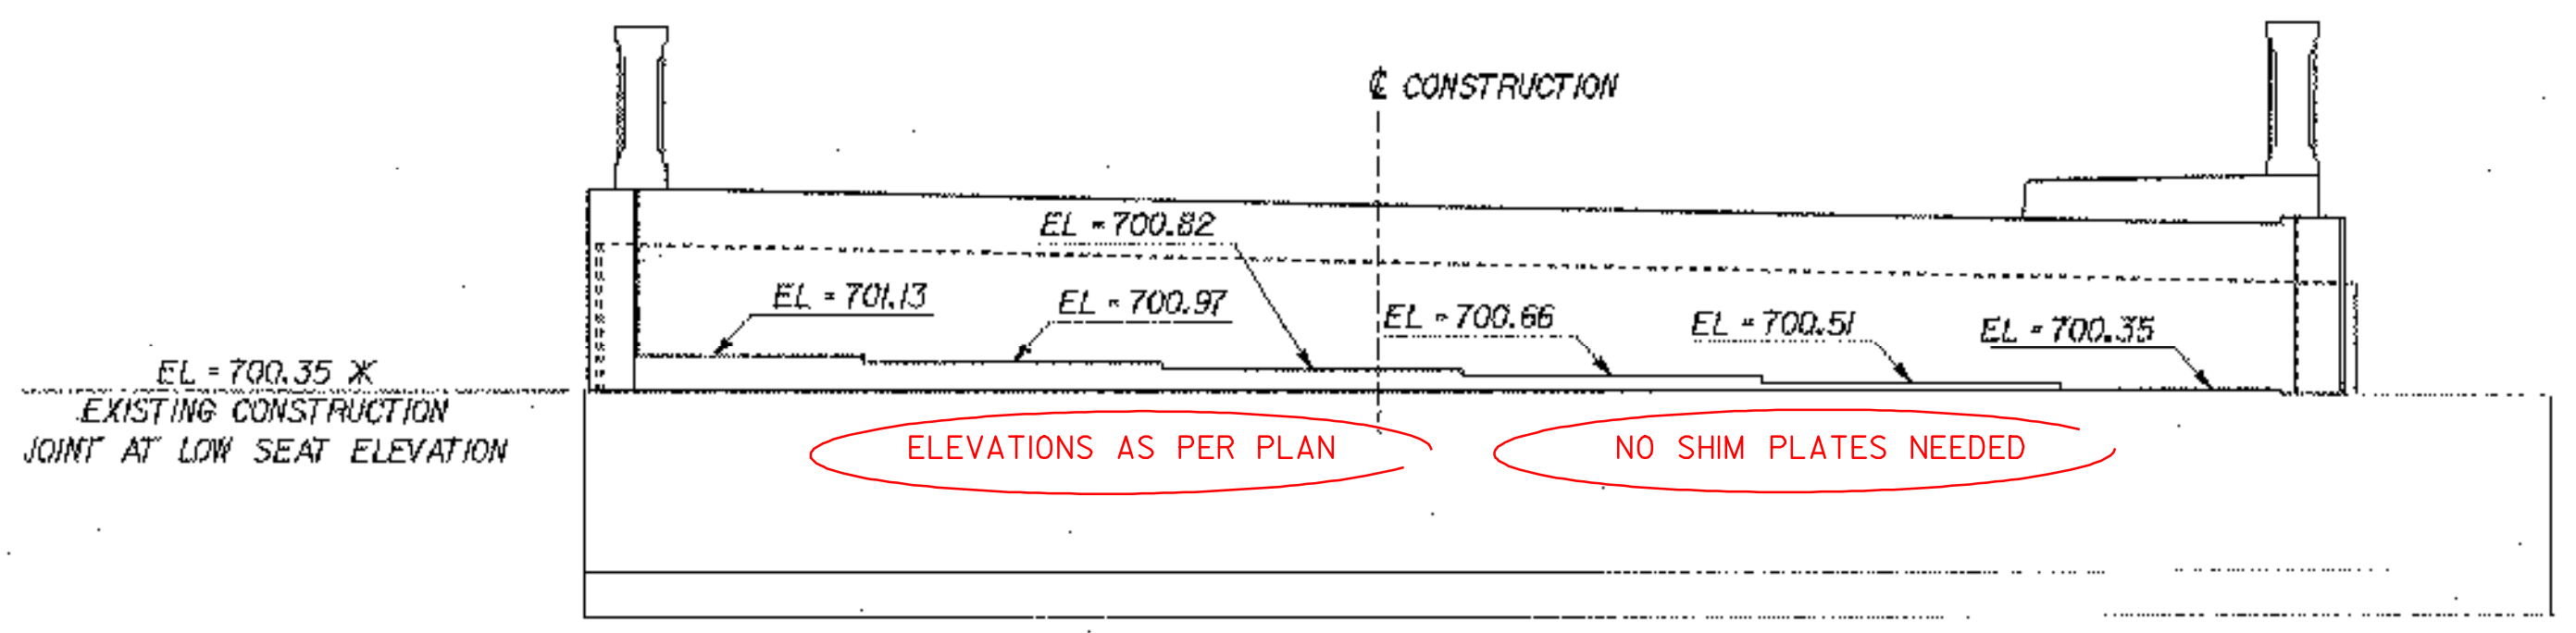 ℄ CONSTRUCTION
EL = 700.82
EL = 701.13
EL = 700.97
EL = 700.66
EL = 700.51
EL = 700.35
EL = 700.35 Ж
EXISTING CONSTRUCTION
JOINT AT LOW SEAT ELEVATION
ELEVATIONS AS PER PLAN
NO SHIM PLATES NEEDED